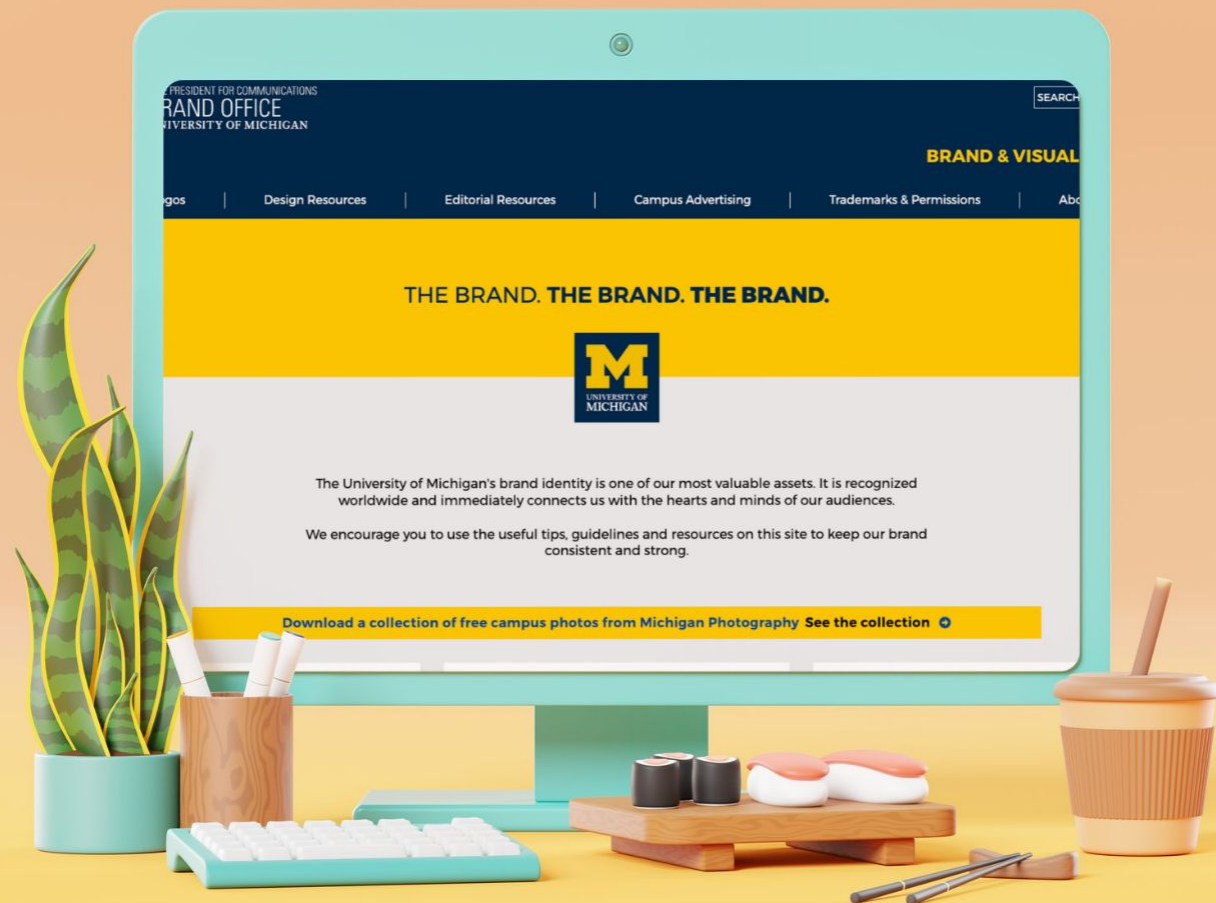 PRESIDENT FOR COMMUNICATIONS
RAND OFFICE
NIVERSITY OF MICHIGAN
SEARCH
BRAND & VISUAL
gos | Design Resources | Editorial Resources | Campus Advertising | Trademarks & Permissions | Abo
THE BRAND. THE BRAND. THE BRAND.
M
UNIVERSITY OF
MICHIGAN
The University of Michigan's brand identity is one of our most valuable assets. It is recognized
worldwide and immediately connects us with the hearts and minds of our audiences.
We encourage you to use the useful tips, guidelines and resources on this site to keep our brand
consistent and strong.
Download a collection of free campus photos from Michigan Photography See the collection